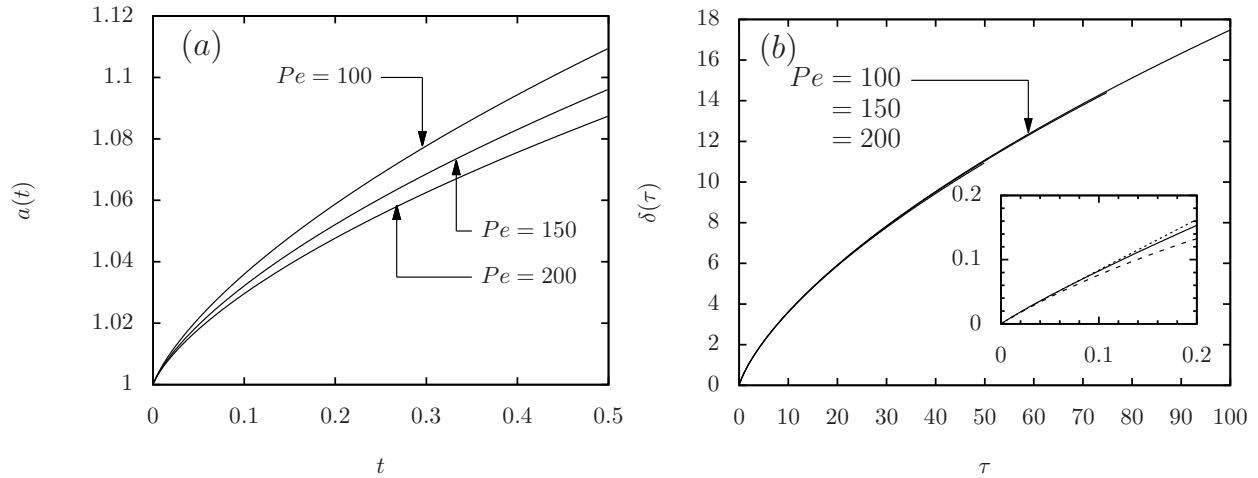 (a)
1.12
1.1
1.08
1.06
1.04
1.02
1
a(t)
Pe = 100
Pe = 150
Pe = 200
0 0.1 0.2 0.3 0.4 0.5
t
(b)
18
16
14
12
10
8
6
4
2
0
δ(τ)
Pe = 100
= 150
= 200
0.2
0.1
0
0 0.1 0.2
0 10 20 30 40 50 60 70 80 90 100
τ